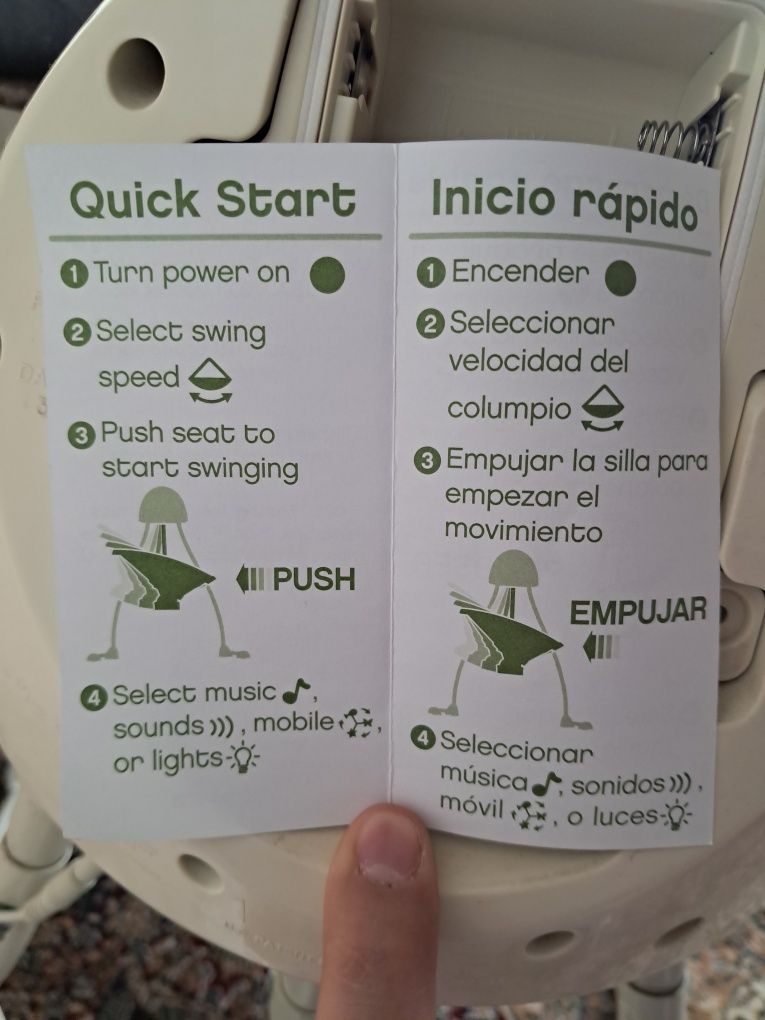 Quick Start
1 Turn power on
2 Select swing
speed
3 Push seat to
start swinging
PUSH
4 Select music ,
sounds ))) , mobile ,
or lights
Inicio rápido
1 Encender
2 Seleccionar
velocidad del
columpio
3 Empujar la silla para
empezar el
movimiento
EMPUJAR
4 Seleccionar
música , sonidos ))) ,
móvil , o luces